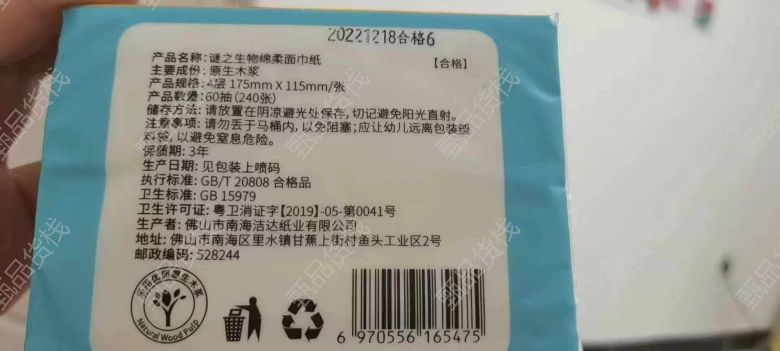 20221218合格6
产品名称: 谜之生物绵柔面巾纸
【合格】
主要成份: 原生木浆
产品规格: 4层 175mm X 115mm/张
产品数量: 60抽(240张)
储存方法: 请放置在阴凉避光处保存, 切记避免阳光直射。
注意事项: 请勿丢于马桶内, 以免阻塞; 应让幼儿远离包装塑
料袋, 以避免窒息危险。
保质期: 3年
生产日期: 见包装上喷码
执行标准: GB/T 20808 合格品
卫生标准: GB 15979
卫生许可证: 粤卫消证字【2019】-05-第0041号
生产者: 佛山市南海洁达纸业有限公司
地址: 佛山市南海区里水镇甘蕉上街村鱼头工业区2号
邮政编码: 528244
Natural Wood Pulp
6 970556 165475
甄品货栈